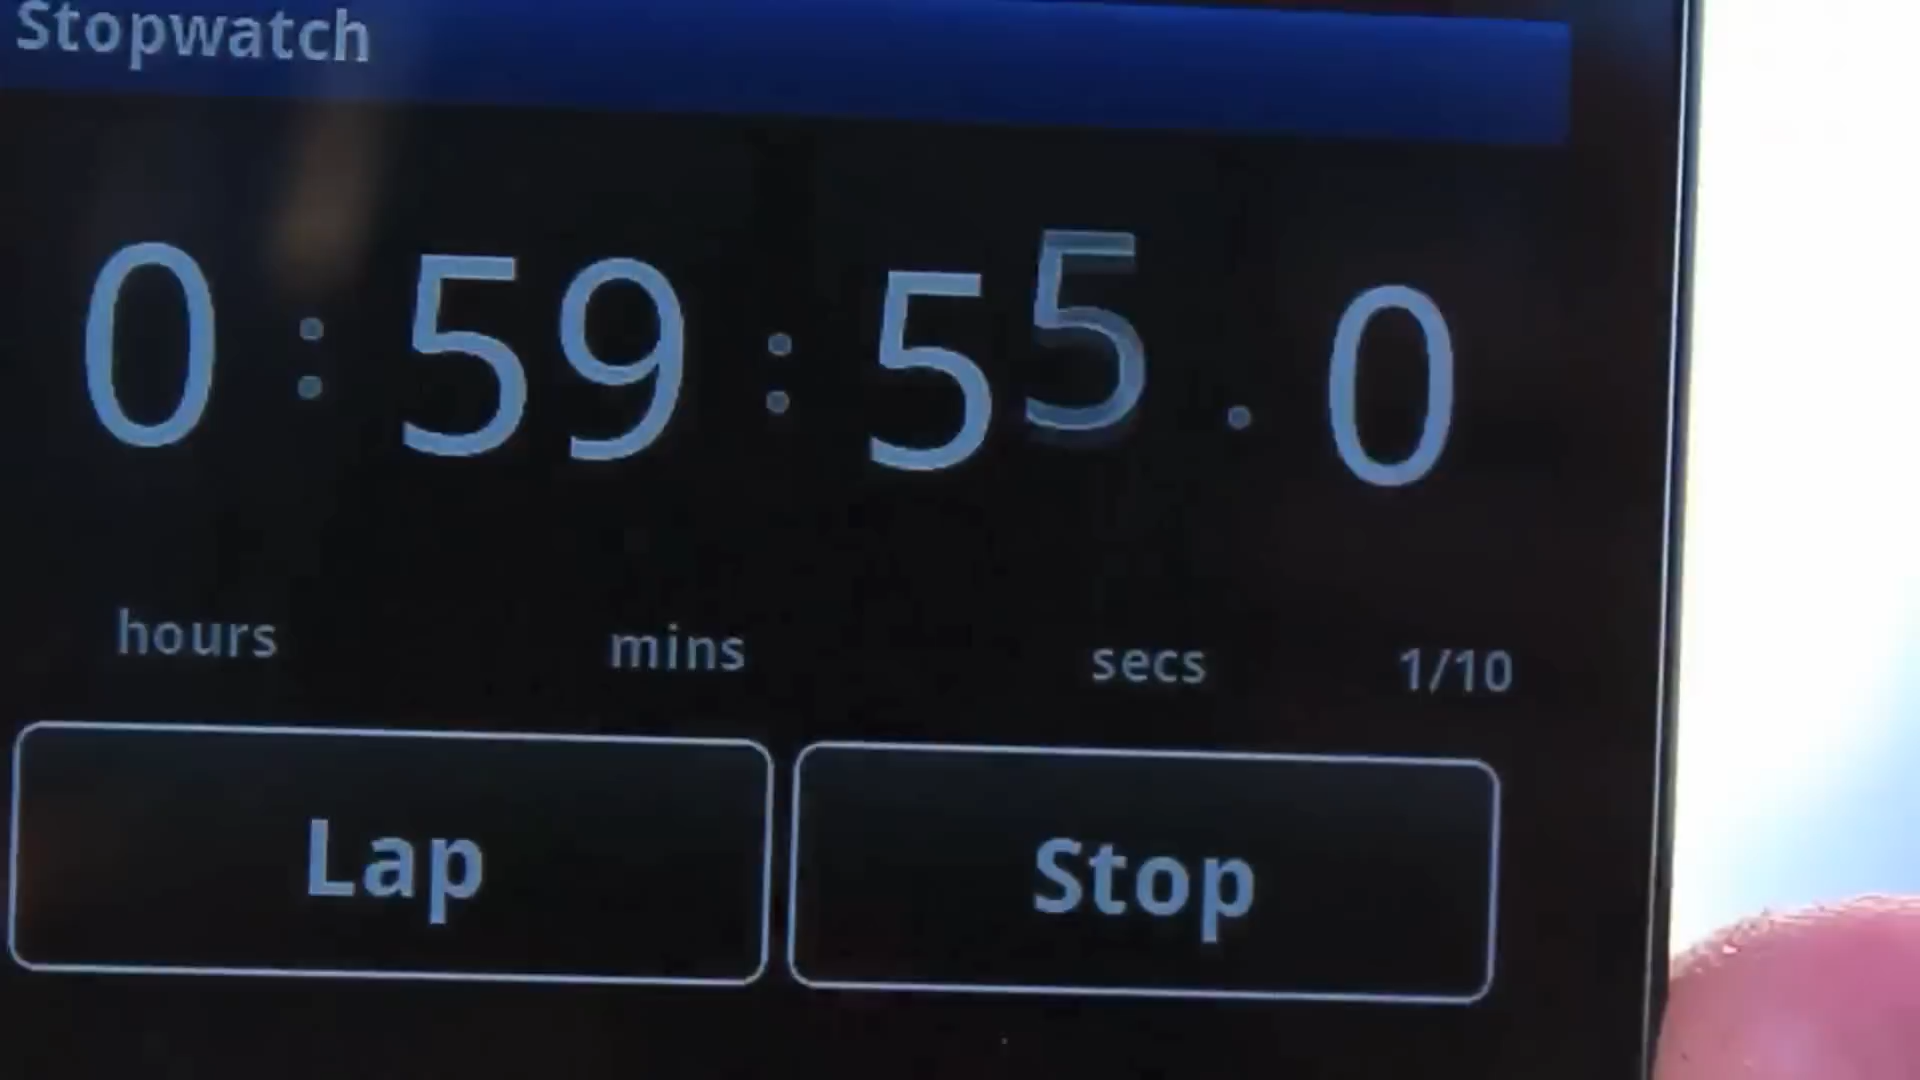 Stopwatch
0 : 59 : 55 . 0
hours mins secs 1/10
Lap Stop